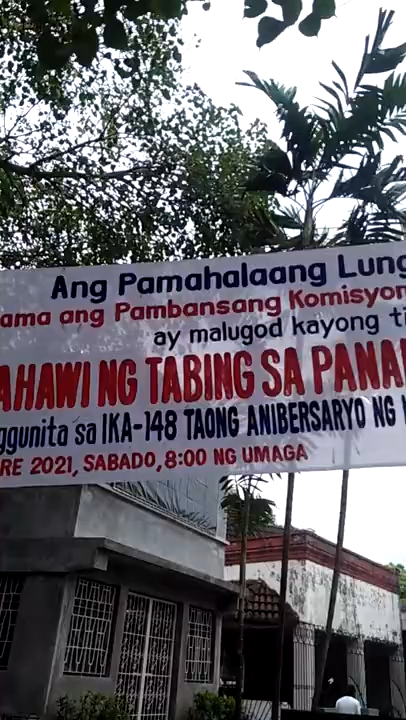 Ang Pamahalaang Lung
ama ang Pambansang Komisyon
ay malugod kayong ti
AHAWI NG TABING SA PANA
ggunita sa IKA-148 TAONG ANIBERSARYO NG
RE 2021, SABADO, 8:00 NG UMAGA